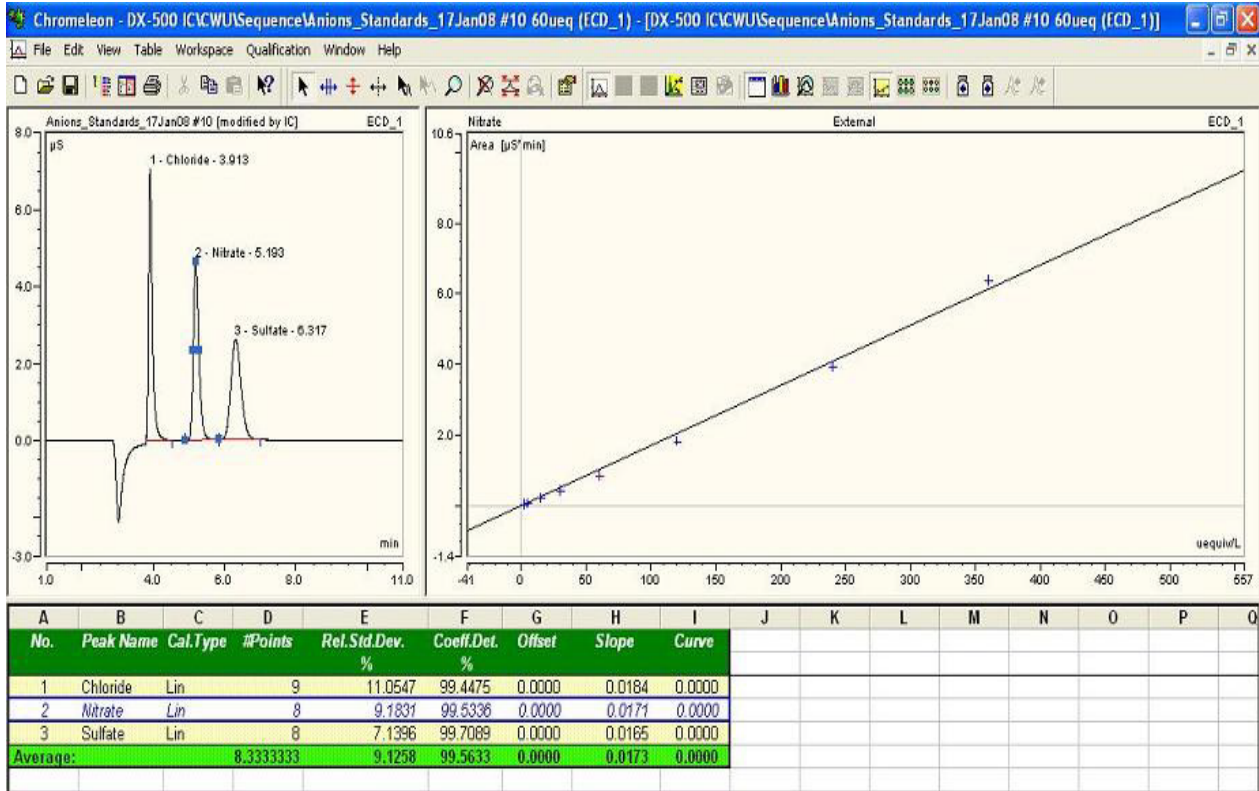 Chromeleon - DX-500 IC\CWU\Sequence\Anions_Standards_17Jan08 #10 60ueq (ECD_1) - [DX-500 IC\CWU\Sequence\Anions_Standards_17Jan08 #10 60ueq (ECD_1)]
File Edit View Table Workspace Qualification Window Help
Anions_Standards_17Jan08 #10 [modified by IC] ECD_1
8.0
µS
1 - Chloride - 3.913
6.0
2 - Nitrate - 5.193
4.0
3 - Sulfate - 6.317
2.0
0.0
min
-3.0
1.0 4.0 6.0 8.0 11.0
Nitrate External ECD_1
10.6
Area [µS*min]
8.0
6.0
4.0
2.0
uequiv/L
-1.4
-41 0 50 100 150 200 250 300 350 400 450 500 557
A B C D E F G H I J K L M N O P Q
No. Peak Name Cal.Type #Points Rel.Std.Dev. Coeff.Det. Offset Slope Curve
% %
1 Chloride Lin 9 11.0547 99.4475 0.0000 0.0184 0.0000
2 Nitrate Lin 8 9.1831 99.5336 0.0000 0.0171 0.0000
3 Sulfate Lin 8 7.1396 99.7089 0.0000 0.0165 0.0000
Average: 8.3333333 9.1258 99.5633 0.0000 0.0173 0.0000